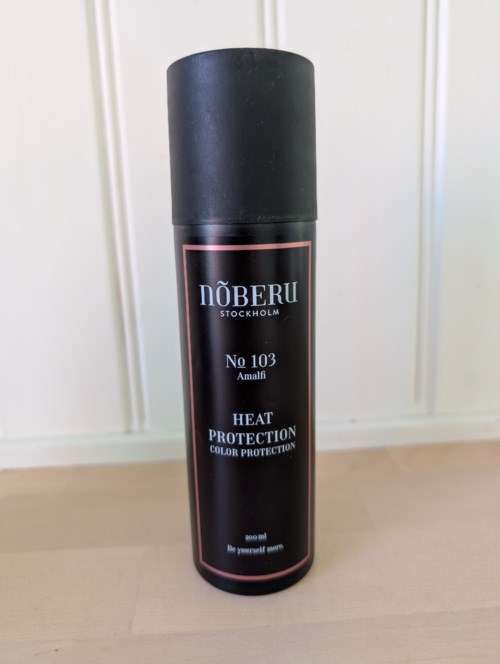 nõBERU
STOCKHOLM
No 103
Amalfi
HEAT
PROTECTION
COLOR PROTECTION
200 ml
Be yourself more.